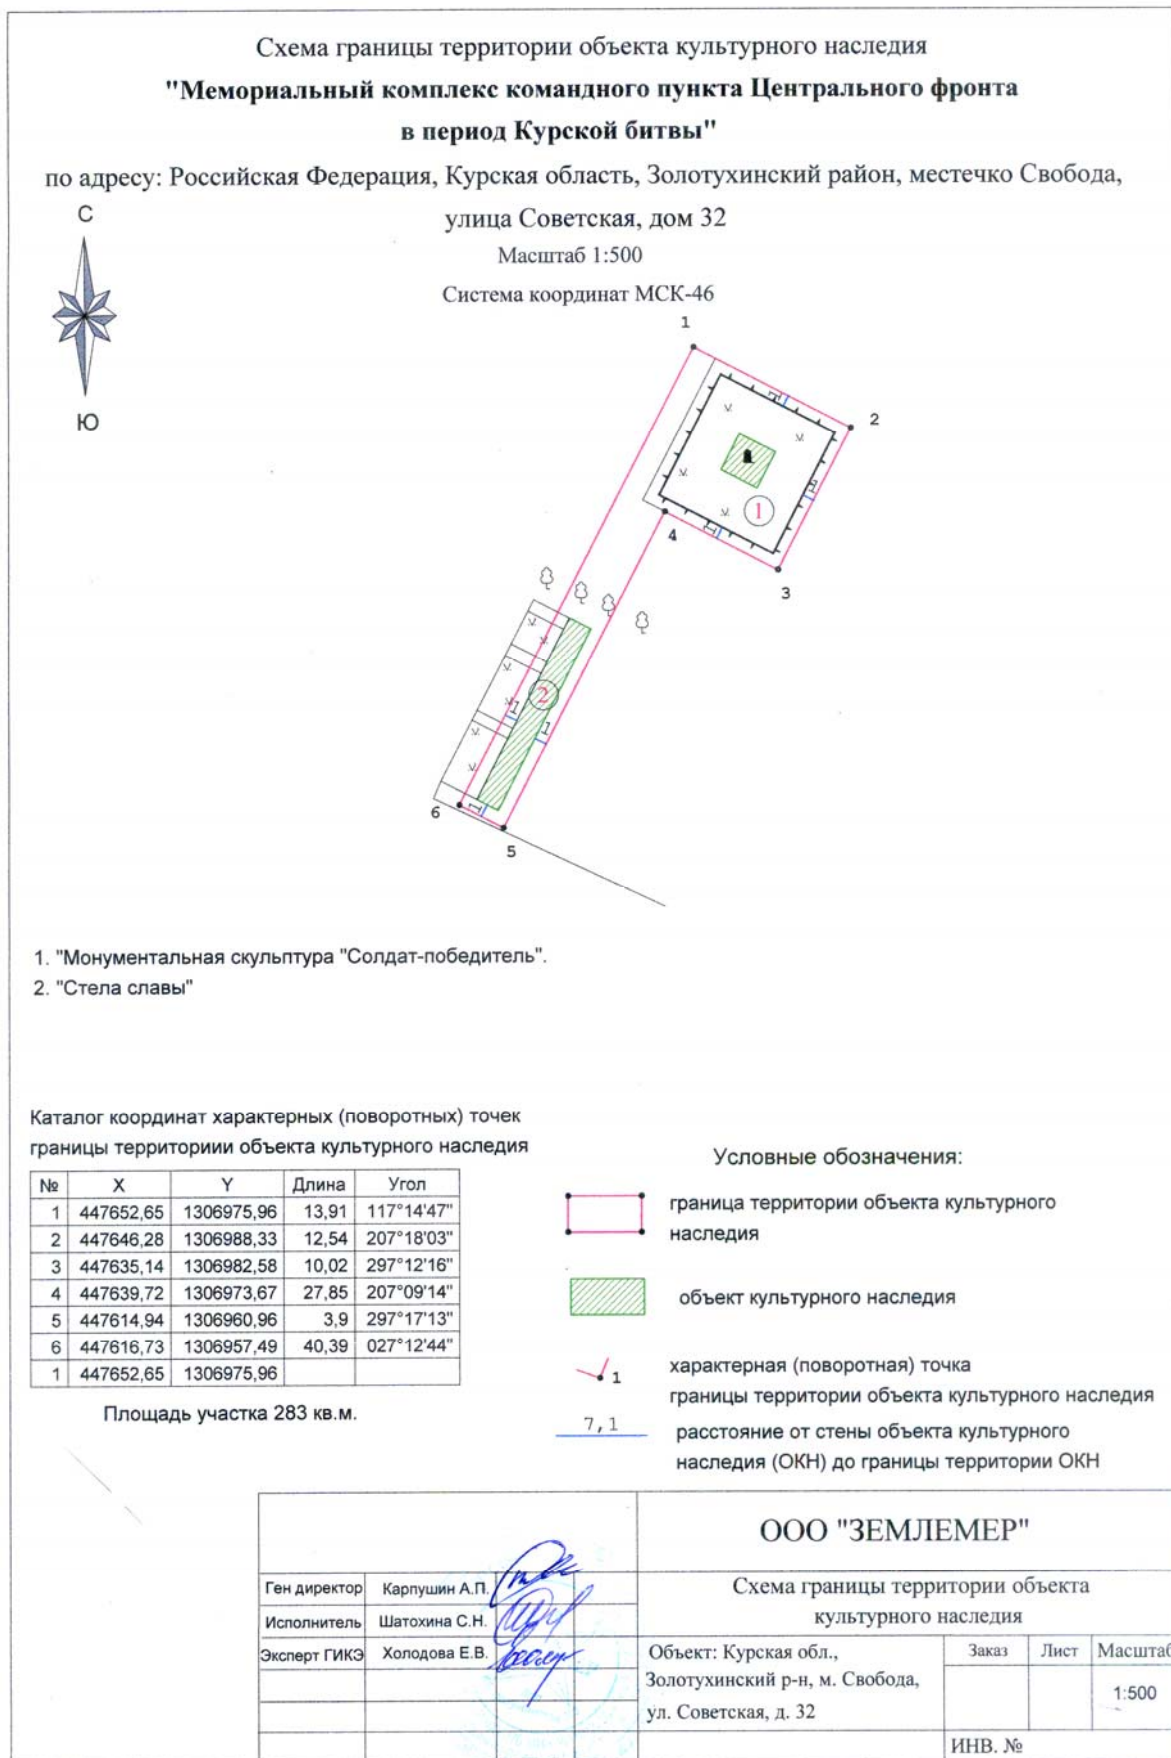 Схема границы территории объекта культурного наследия
"Мемориальный комплекс командного пункта Центрального фронта
в период Курской битвы"
по адресу: Российская Федерация, Курская область, Золотухинский район, местечко Свобода,
улица Советская, дом 32
Масштаб 1:500
Система координат МСК-46
С
Ю
1
2
3
4
5
6
1
2
1
1
1
1
1
1
1. "Монументальная скульптура "Солдат-победитель".
2. "Стела славы"
Каталог координат характерных (поворотных) точек
границы территориии объекта культурного наследия
№ X Y Длина Угол
1 447652,65 1306975,96 13,91 117°14'47"
2 447646,28 1306988,33 12,54 207°18'03"
3 447635,14 1306982,58 10,02 297°12'16"
4 447639,72 1306973,67 27,85 207°09'14"
5 447614,94 1306960,96 3,9 297°17'13"
6 447616,73 1306957,49 40,39 027°12'44"
1 447652,65 1306975,96
Площадь участка 283 кв.м.
Условные обозначения:
граница территории объекта культурного
наследия
объект культурного наследия
1 характерная (поворотная) точка
границы территории объекта культурного наследия
7,1 расстояние от стены объекта культурного
наследия (ОКН) до границы территории ОКН
ООО "ЗЕМЛЕМЕР"
Ген директор Карпушин А.П.
Исполнитель Шатохина С.Н.
Эксперт ГИКЭ Холодова Е.В.
Схема границы территории объекта
культурного наследия
Объект: Курская обл.,
Золотухинский р-н, м. Свобода,
ул. Советская, д. 32
Заказ Лист Масштаб
1:500
ИНВ. №